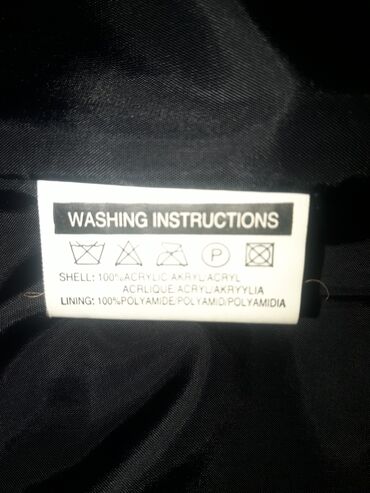 WASHING INSTRUCTIONS
P
SHELL: 100%ACRYLIC AKRYL/ACRYL
ACRLIQUE/ACRYL/AKRYYLIA
LINING: 100%POLYAMIDE/POLYAMID/POLYAMIDIA